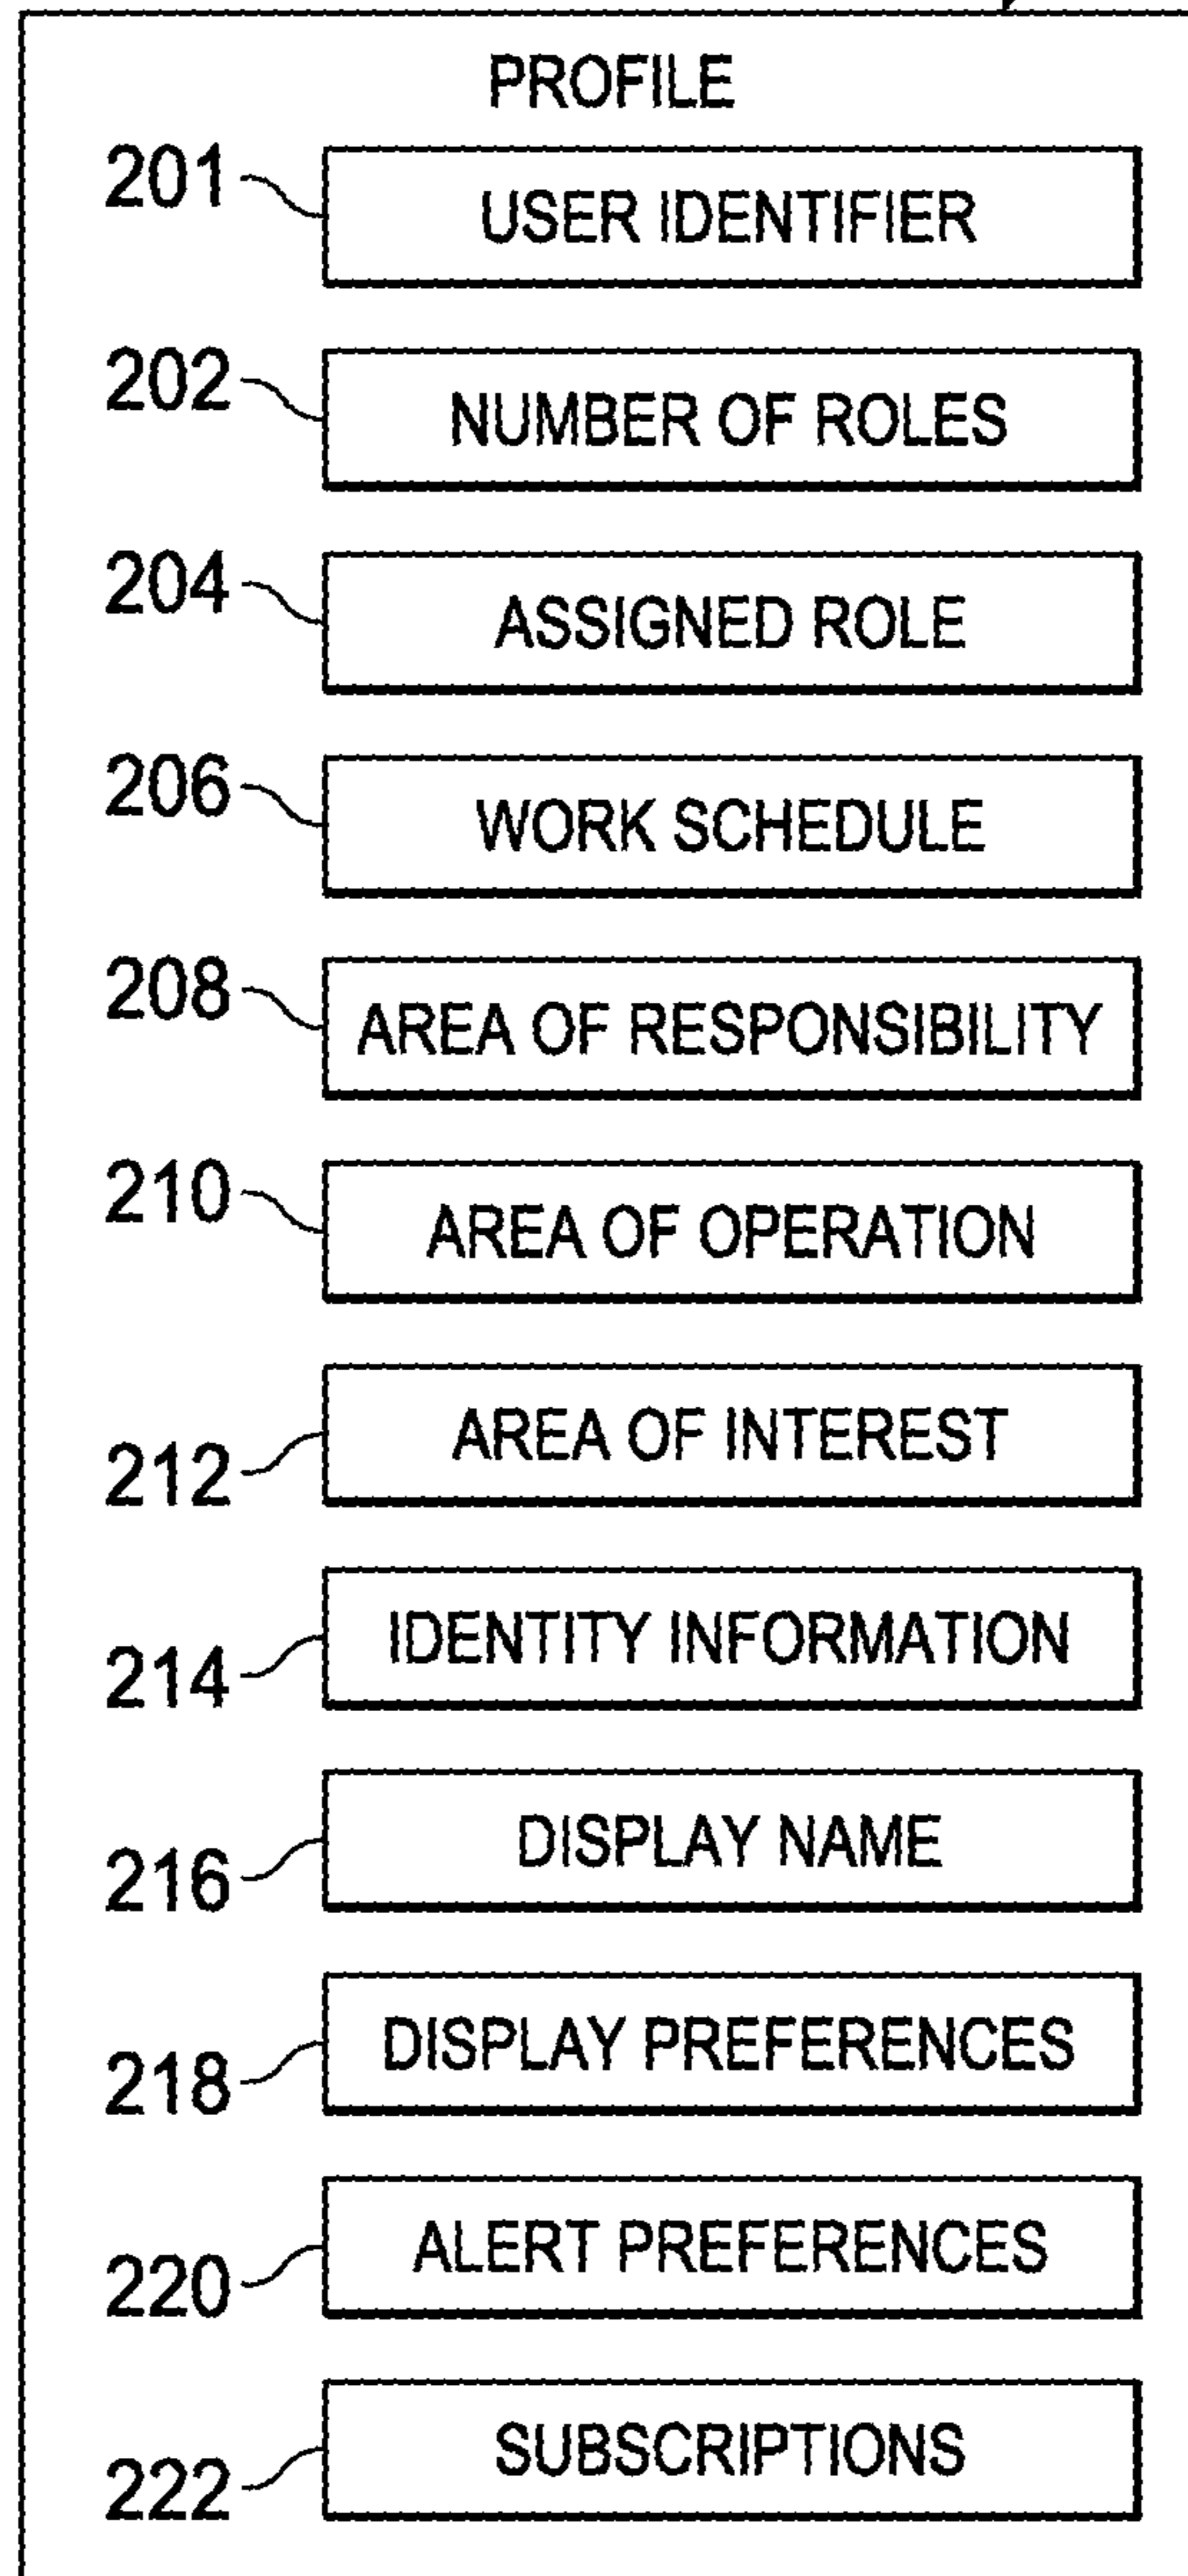 PROFILE
201 USER IDENTIFIER
202 NUMBER OF ROLES
204 ASSIGNED ROLE
206 WORK SCHEDULE
208 AREA OF RESPONSIBILITY
210 AREA OF OPERATION
212 AREA OF INTEREST
214 IDENTITY INFORMATION
216 DISPLAY NAME
218 DISPLAY PREFERENCES
220 ALERT PREFERENCES
222 SUBSCRIPTIONS